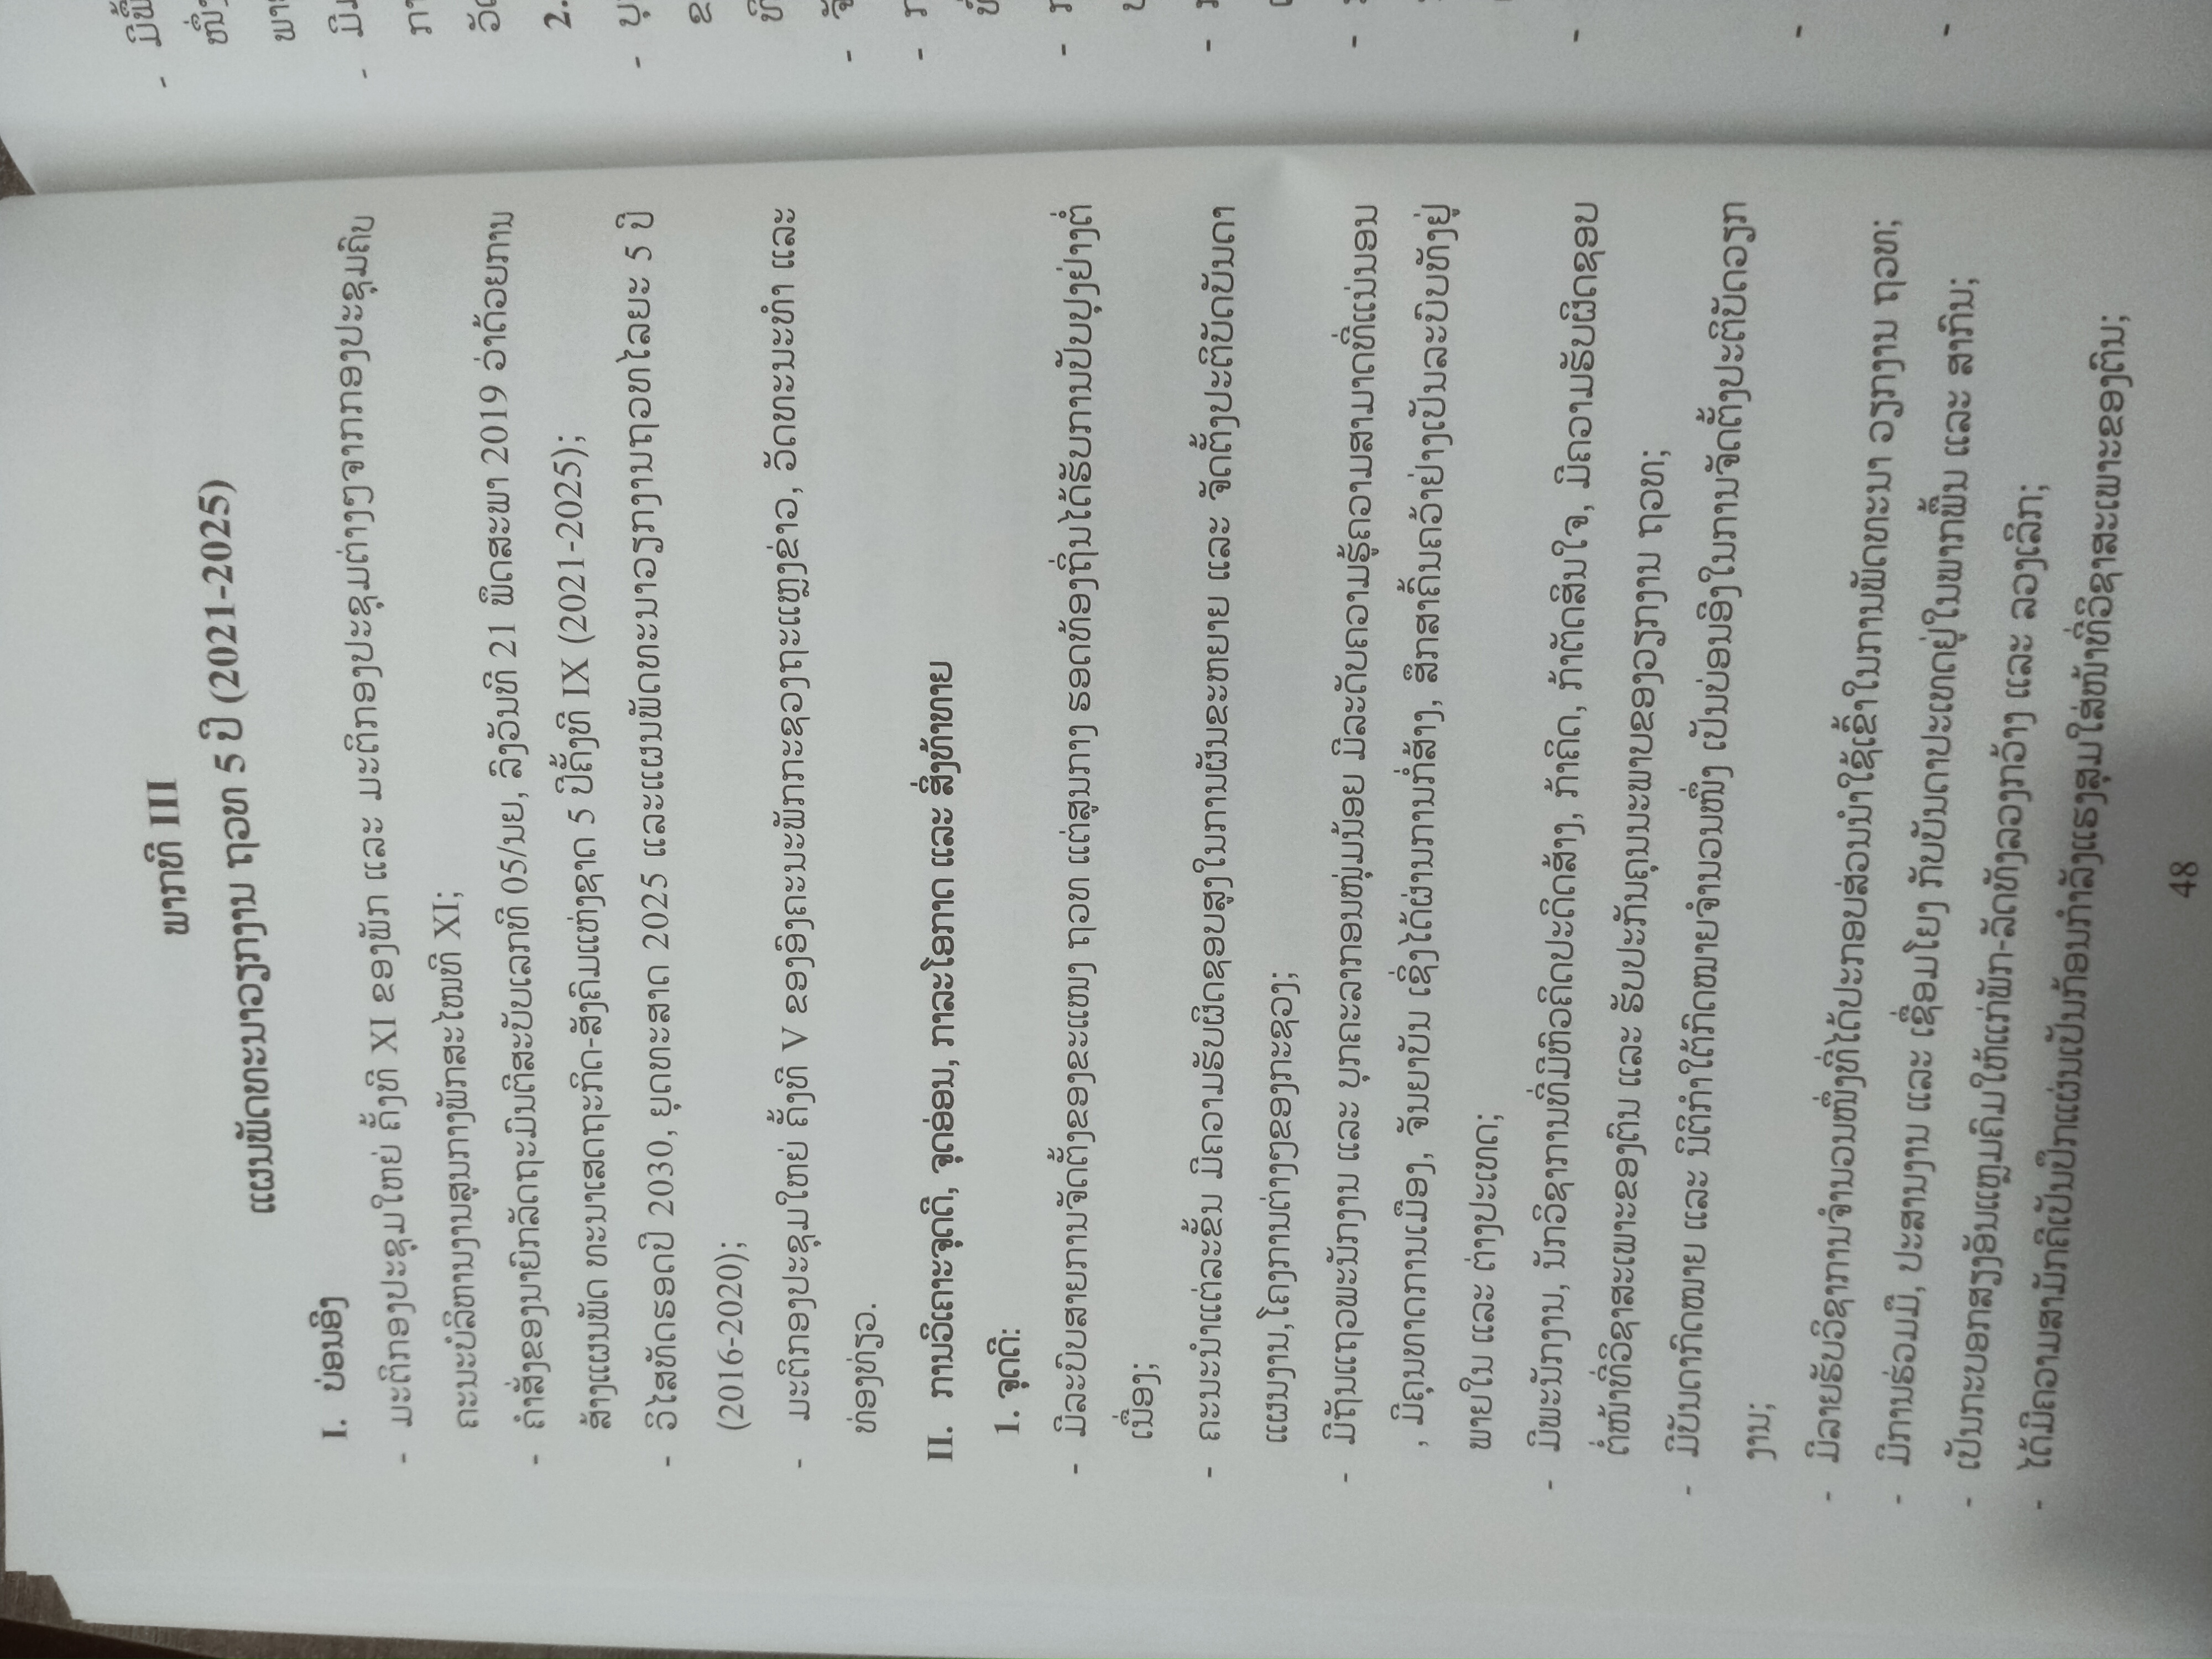 ພາກທີ III
ແຜນພັດທະນາວຽກງານ ຖວທ 5 ປີ (2021-2025)
I. ບ່ອນອີງ
- ມະຕິກອງປະຊຸມໃຫຍ່ ຄັ້ງທີ XI ຂອງພັກ ແລະ ມະຕິກອງປະຊຸມຕ່າງໆຈາກກອງປະຊຸມຄົບ
ຄະນະບໍລິຫານງານສູນກາງພັກສະໄໝທີ XI;
- ຄຳສັ່ງຂອງນາຍົກລັດຖະມົນຕີສະບັບເລກທີ 05/ນຍ, ລົງວັນທີ 21 ພຶດສະພາ 2019 ວ່າດ້ວຍການ
ສ້າງແຜນພັດ ທະນາເສດຖະກິດ-ສັງຄົມແຫ່ງຊາດ 5 ປີຄັ້ງທີ IX (2021-2025);
- ວິໄສທັດຮອດປີ 2030, ຍຸດທະສາດ 2025 ແລະແຜນພັດທະນາວຽກງານຖວທໄລຍະ 5 ປີ
(2016-2020);
- ມະຕິກອງປະຊຸມໃຫຍ່ ຄັ້ງທີ V ຂອງອົງຄະນະພັກກະຊວງຖະແຫຼງຂ່າວ, ວັດທະນະທຳ ແລະ
ທ່ອງທ່ຽວ.
II. ການວິເຄາະຈຸດດີ, ຈຸດອ່ອນ, ກາລະໂອກາດ ແລະ ສິ່ງທ້າທາຍ
1. ຈຸດດີ:
- ມີລະບົບສາຍການຈັດຕັ້ງຂອງຂະແໜງ ຖວທ ແຕ່ສູນກາງ ຮອດທ້ອງຖິ່ນໄດ້ຮັບການປັບປຸງຢ່າງຕໍ່
ເນື່ອງ;
- ຄະນະນຳແຕ່ລະຂັ້ນ ມີຄວາມຮັບຜິດຊອບສູງໃນການຜັນຂະຫຍາຍ ແລະ ຈັດຕັ້ງປະຕິບັດບັນດາ
ແຜນງານ,ໂຄງການຕ່າງໆຂອງກະຊວງ;
- ມີຖັນແຖວພະນັກງານ ແລະ ບຸກຄະລາກອນໜຸ່ມນ້ອຍ ມີລະດັບຄວາມຮູ້ຄວາມສາມາດທີ່ແນ່ນອນ
, ມີຄຸນທາດການເມືອງ, ຈັນຍາບັນ ເຊິ່ງໄດ້ຜ່ານການກໍ່ສ້າງ, ສຶກສາຄົ້ນຄວ້າຢ່າງເປັນລະບົບທັງຢູ່
ພາຍໃນ ແລະ ຕ່າງປະເທດ;
- ມີພະນັກງານ, ນັກວິຊາການທີ່ມີຫົວຄິດປະດິດສ້າງ, ກ້າຄິດ, ກ້າຕັດສິນໃຈ, ມີຄວາມຮັບຜິດຊອບ
ຕໍ່ໜ້າທີ່ວິຊາສະເພາະຂອງຕົນ ແລະ ຮັບປະກັນຄຸນນະພາບຂອງວຽກງານ ຖວທ;
- ມີບັນດາກົດໝາຍ ແລະ ນິຕິກຳໃຕ້ກົດໝາຍຈຳນວນໜຶ່ງ ເປັນບ່ອນອີງໃນການຈັດຕັ້ງປະຕິບັດວຽກ
ງານ;
- ມີລາຍຮັບວິຊາການຈຳນວນໜຶ່ງທີ່ໄດ້ປະກອບສ່ວນນຳໃຊ້ເຂົ້າໃນການພັດທະນາ ວຽກງານ ຖວທ;
- ມີການຮ່ວມມື, ປະສານງານ ແລະ ເຊື່ອມໂຍງ ກັບບັນດາປະເທດຢູ່ໃນພາກພື້ນ ແລະ ສາກົນ;
- ເປັນກະບອກສຽງອັນແຫຼມຄົມໃຫ້ແກ່ພັກ-ລັດທັງລວງກວ້າງ ແລະ ລວງເລິກ;
- ໄດ້ມີຄວາມສາມັກຄີເປັນປຶກແຜ່ນເປັນກ້ອນກຳລັງແຮງສຸມໃສ່ໜ້າທີ່ວິຊາສະເພາະຂອງຕົນ;
48